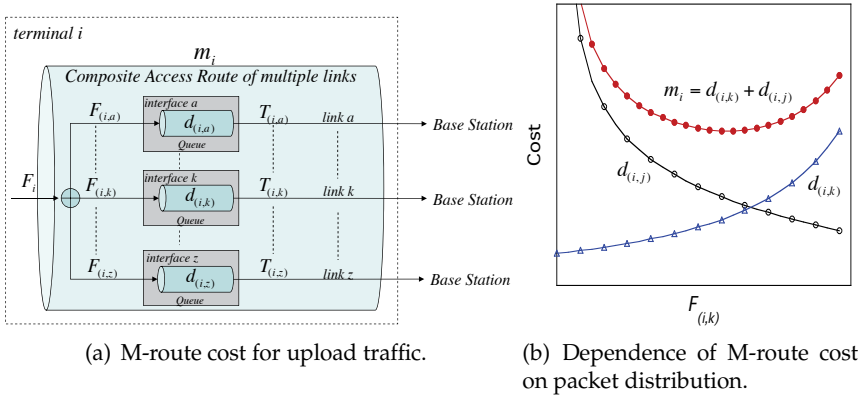 terminal i
m_i
Composite Access Route of multiple links
F_(i,a)
interface a
d_(i,a)
Queue
T_(i,a)
link a
Base Station
F_i
F_(i,k)
interface k
d_(i,k)
Queue
T_(i,k)
link k
Base Station
F_(i,z)
interface z
d_(i,z)
Queue
T_(i,z)
link z
Base Station
(a) M-route cost for upload traffic.
Cost
m_i = d_(i,k) + d_(i,j)
d_(i,j)
d_(i,k)
F_(i,k)
(b) Dependence of M-route cost
on packet distribution.